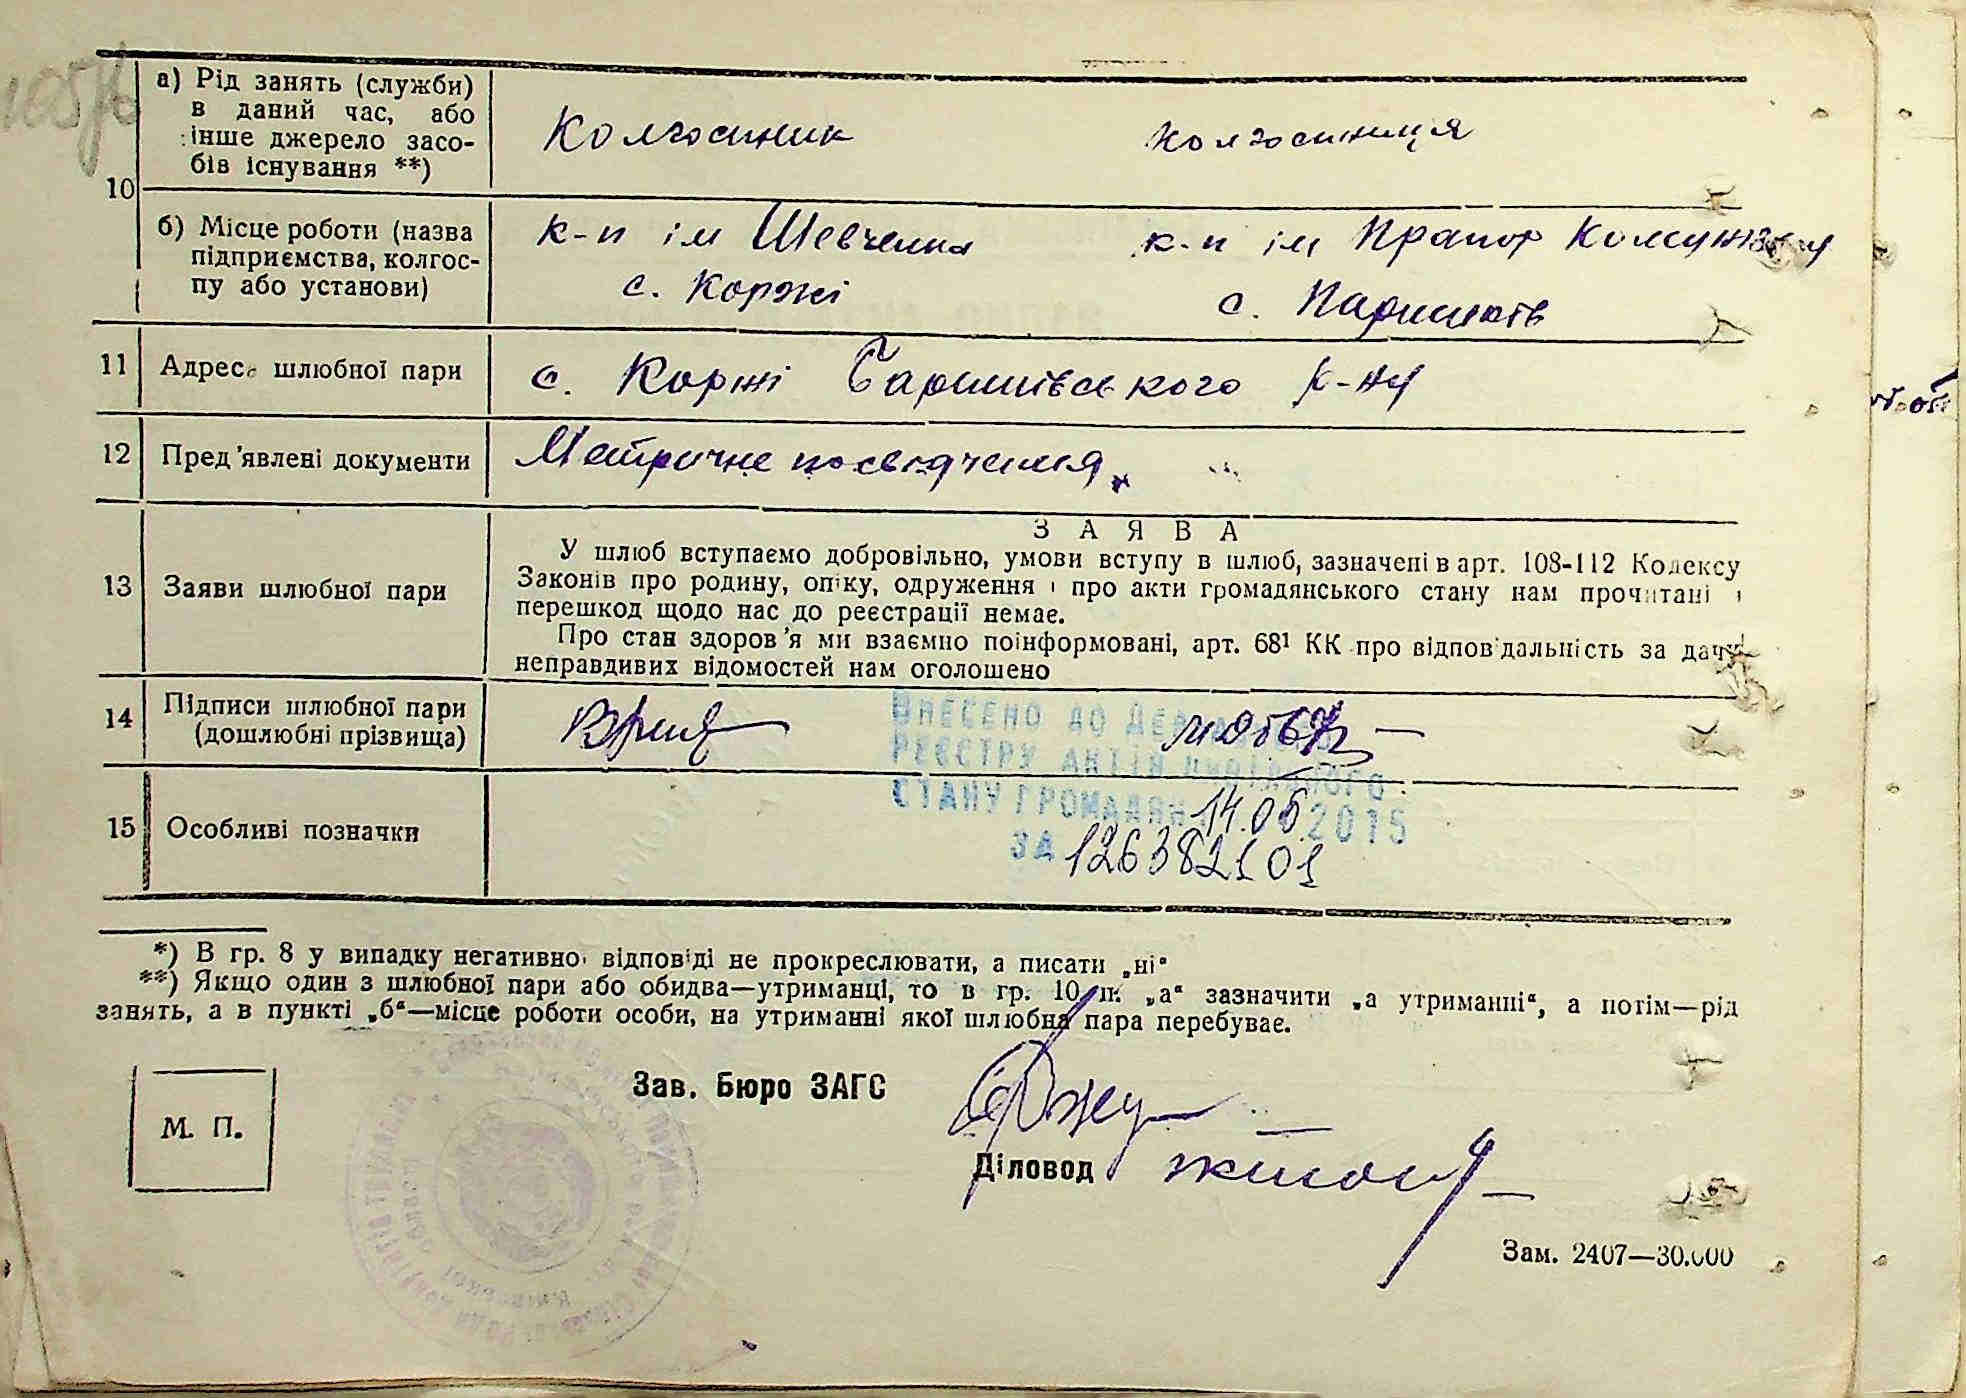 10
а) Рід занять (служби)
в даний час, або
інше джерело засо-
бів існування **)
Колгоспник
колгоспниця
б) Місце роботи (назва
підприємства, колгос-
пу або установи)
к-п ім Шевченка
с. Коржі
к-п ім Прапор Комунізму
с. Паришків
11
Адреса шлюбної пари
с. Коржі Баришівського р-ну
12
Пред'явлені документи
Метричне посвідчення
13
Заяви шлюбної пари
ЗАЯВА
У шлюб вступаємо добровільно, умови вступу в шлюб, зазначені в арт. 108-112 Кодексу
Законів про родину, опіку, одруження і про акти громадянського стану нам прочитані і
перешкод щодо нас до реєстрації немає.
Про стан здоров'я ми взаємно поінформовані, арт. 68¹ КК про відповідальність за дачу
неправдивих відомостей нам оголошено
14
Підписи шлюбної пари
(дошлюбні прізвища)
ВНЕСЕНО ДО ДЕРЖАВНОГО
РЕЄСТРУ АКТІВ ЦИВІЛЬНОГО
СТАНУ ГРОМАДЯН 14.05 2015
ЗА 126382101
15
Особливі позначки
*) В гр. 8 у випадку негативної відповіді не прокреслювати, а писати „ні“
**) Якщо один з шлюбної пари або обидва—утриманці, то в гр. 10 п. „а“ зазначити „а утриманні“, а потім—рід
занять, а в пункті „б“—місце роботи особи, на утриманні якої шлюбна пара перебуває.
М. П.
Зав. Бюро ЗАГС
Діловод
Зам. 2407—30.000